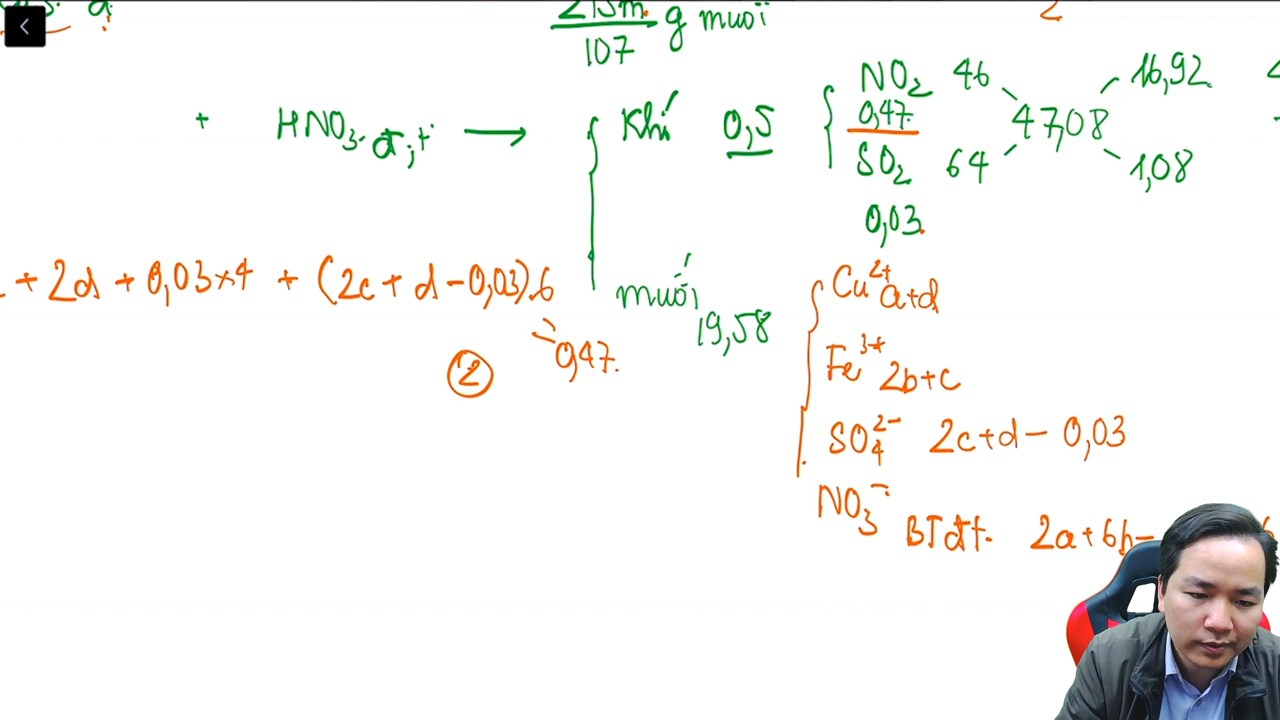 g muối
107
HNO₃ đ,t⁺ → Khí 0,5
NO₂ 46 16,92
0,47 47,08
SO₂ 64 1,08
0,03
+ 2d + 0,03×4 + (2c + d − 0,03).6
= 0,47.
②
muối 19,58
Cu²⁺ a+d
Fe³⁺ 2b+c
SO₄²⁻ 2c+d − 0,03
NO₃⁻ BTđt. 2a+6b−